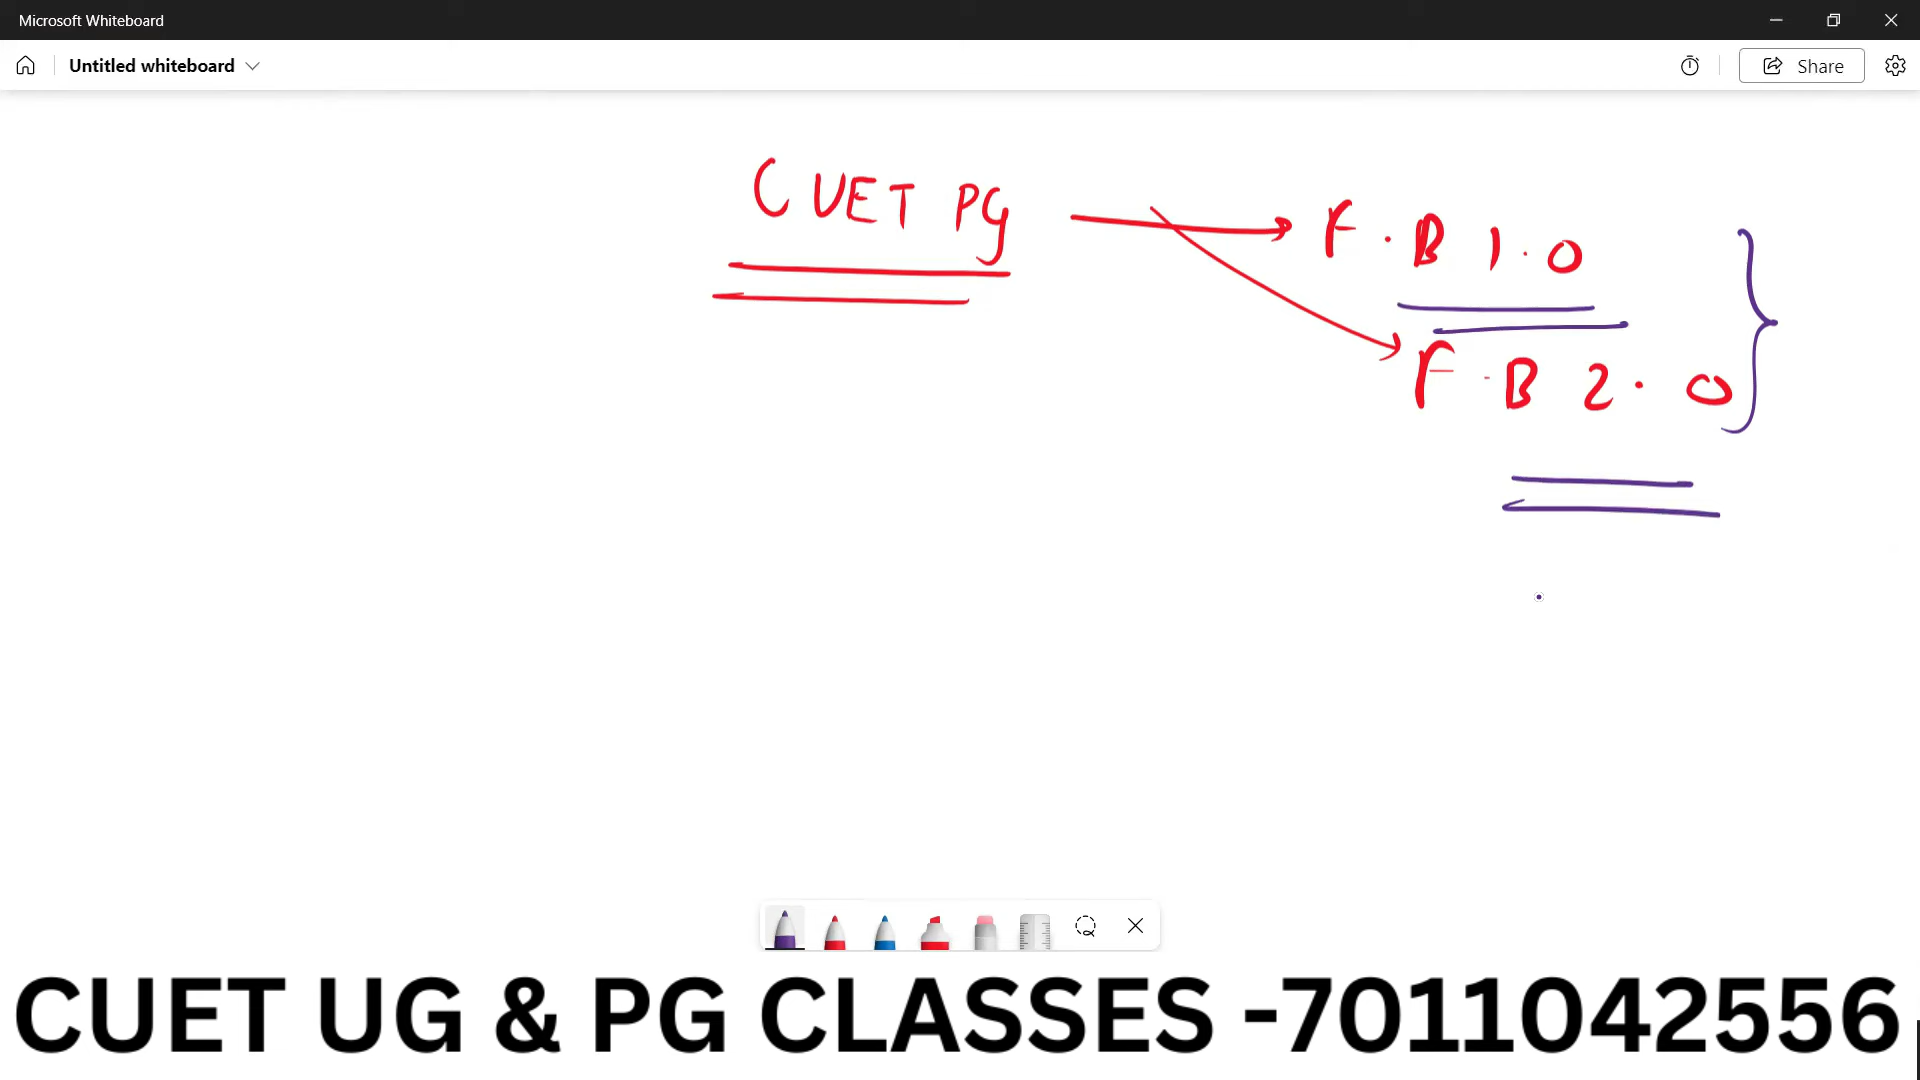 Microsoft Whiteboard
Untitled whiteboard
Share
CUET PG
F.B 1.0
F.B 2.0
CUET UG & PG CLASSES -7011042556